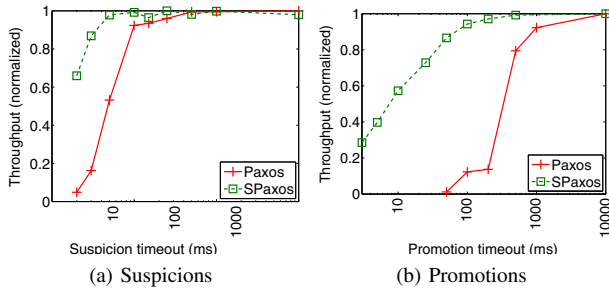 Throughput (normalized)
1
0.8
0.6
0.4
0.2
0
10
100
1000
Paxos
SPaxos
Suspicion timeout (ms)
(a) Suspicions
Throughput (normalized)
1
0.8
0.6
0.4
0.2
0
10
100
1000
10000
Paxos
SPaxos
Promotion timeout (ms)
(b) Promotions